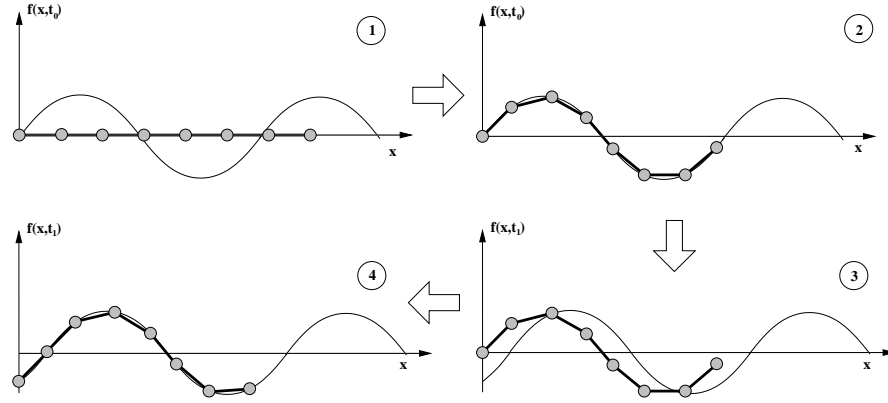 f(x,t₀)
1
x
f(x,t₀)
2
x
f(x,t₁)
4
x
f(x,t₁)
3
x